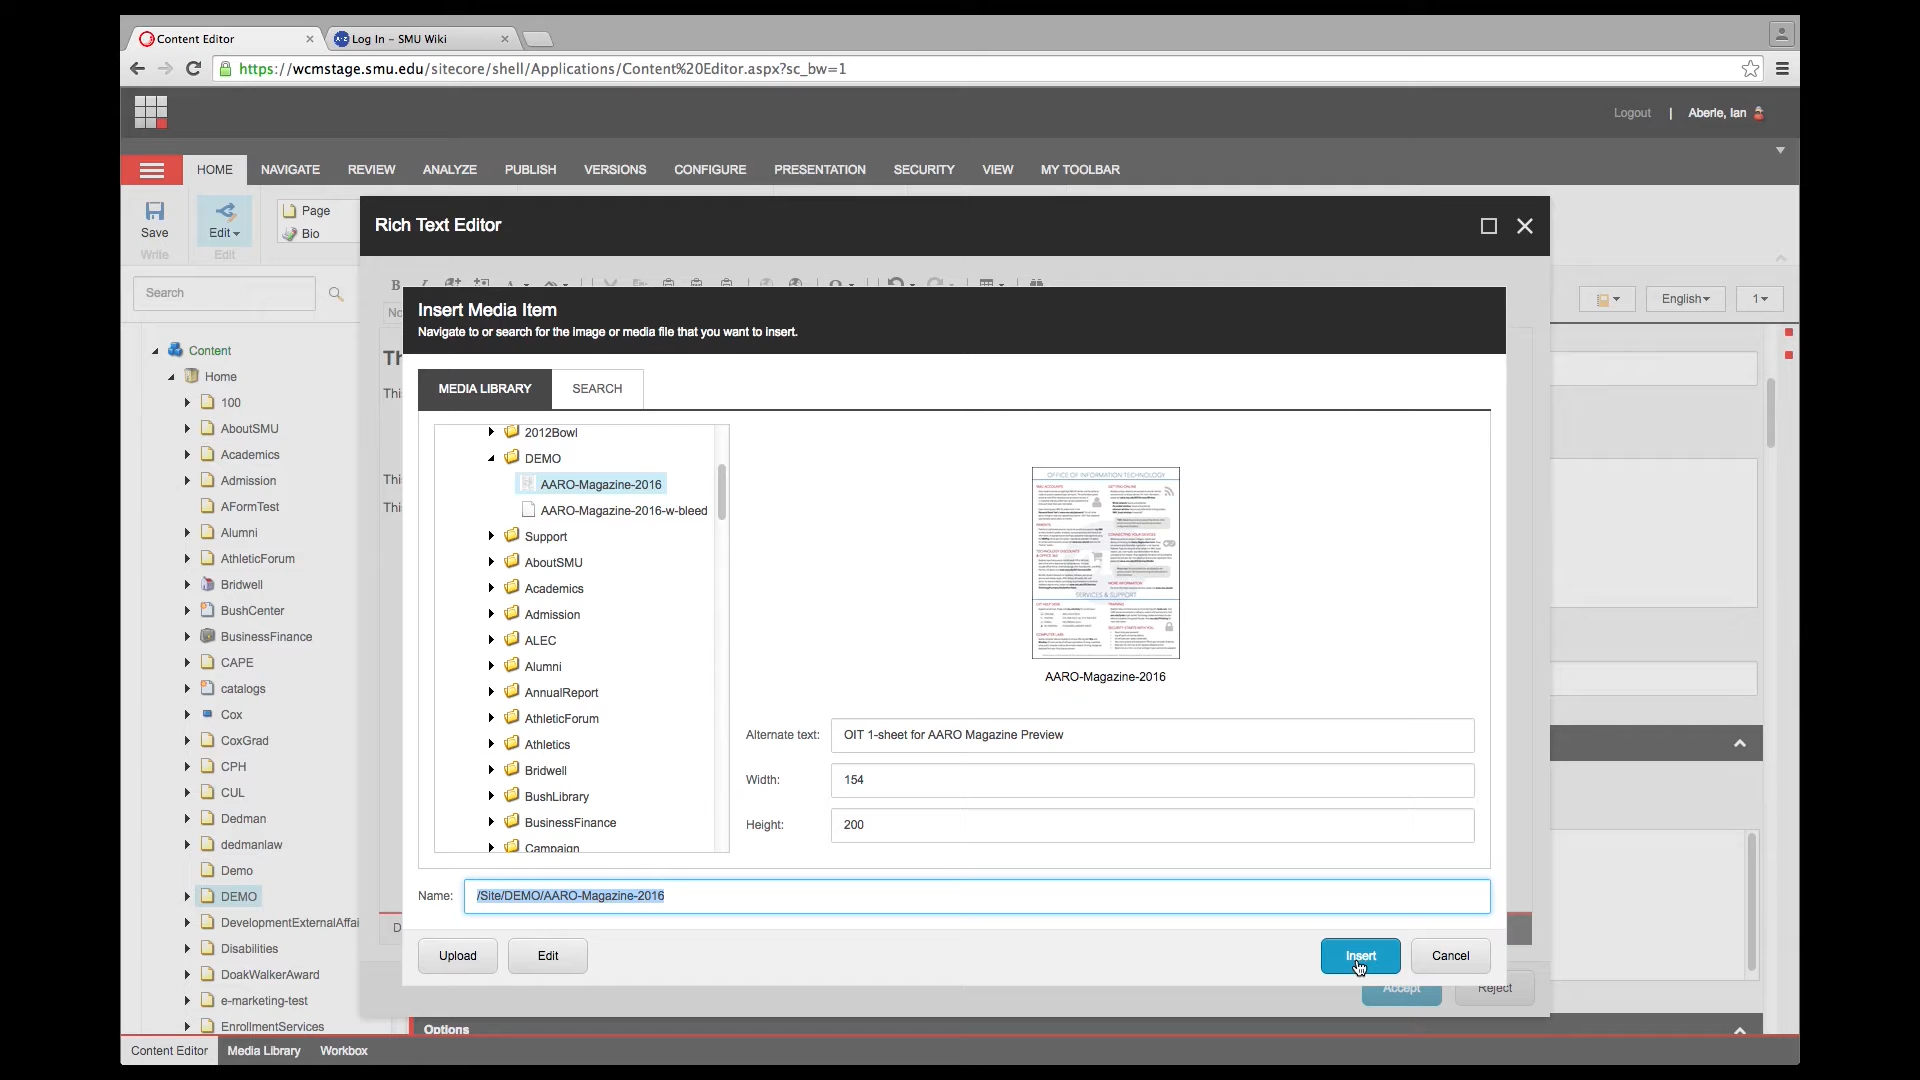 Content Editor
Log In – SMU Wiki
https://wcmstage.smu.edu/sitecore/shell/Applications/Content%20Editor.aspx?sc_bw=1
Logout | Aberle, Ian
HOME NAVIGATE REVIEW ANALYZE PUBLISH VERSIONS CONFIGURE PRESENTATION SECURITY VIEW MY TOOLBAR
Save
Write
Edit
Edit
Page
Bio
Search
English
1
Content
Home
100
AboutSMU
Academics
Admission
AFormTest
Alumni
AthleticForum
Bridwell
BushCenter
BusinessFinance
CAPE
catalogs
Cox
CoxGrad
CPH
CUL
Dedman
dedmanlaw
Demo
DEMO
DevelopmentExternalAffai
Disabilities
DoakWalkerAward
e-marketing-test
EnrollmentServices
Rich Text Editor
Insert Media Item
Navigate to or search for the image or media file that you want to insert.
MEDIA LIBRARY
SEARCH
2012Bowl
DEMO
AARO-Magazine-2016
AARO-Magazine-2016-w-bleed
Support
AboutSMU
Academics
Admission
ALEC
Alumni
AnnualReport
AthleticForum
Athletics
Bridwell
BushLibrary
BusinessFinance
Campaign
OFFICE OF INFORMATION TECHNOLOGY
SERVICES & SUPPORT
AARO-Magazine-2016
Alternate text: OIT 1-sheet for AARO Magazine Preview
Width: 154
Height: 200
Name: /Site/DEMO/AARO-Magazine-2016
Upload
Edit
Insert
Cancel
Accept
Reject
Options
Content Editor
Media Library
Workbox